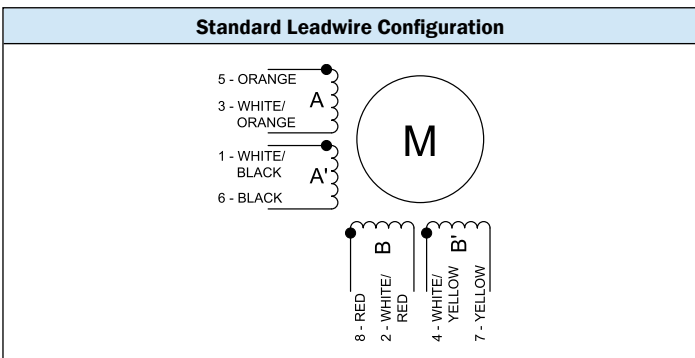 Standard Leadwire Configuration
5 - ORANGE
3 - WHITE/
ORANGE
A
1 - WHITE/
BLACK
A'
6 - BLACK
M
B
B'
8 - RED
2 - WHITE/
RED
4 - WHITE/
YELLOW
7 - YELLOW